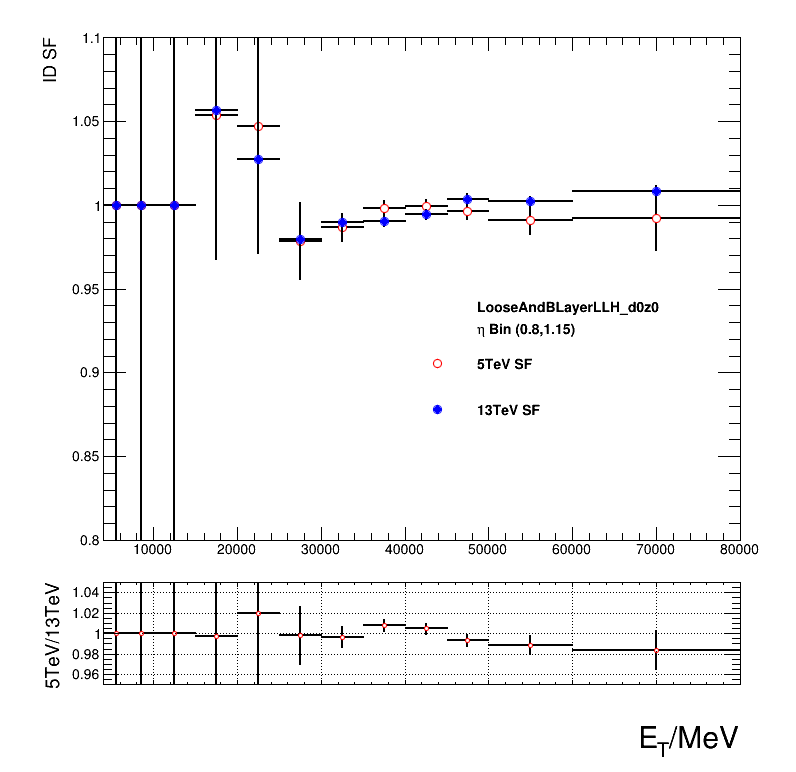 ID SF
1.1
1.05
1
0.95
0.9
0.85
0.8
LooseAndBLayerLLH_d0z0
η Bin (0.8,1.15)
5TeV SF
13TeV SF
10000 20000 30000 40000 50000 60000 70000 80000
5TeV/13TeV
1.04
1.02
1
0.98
0.96
E_T/MeV